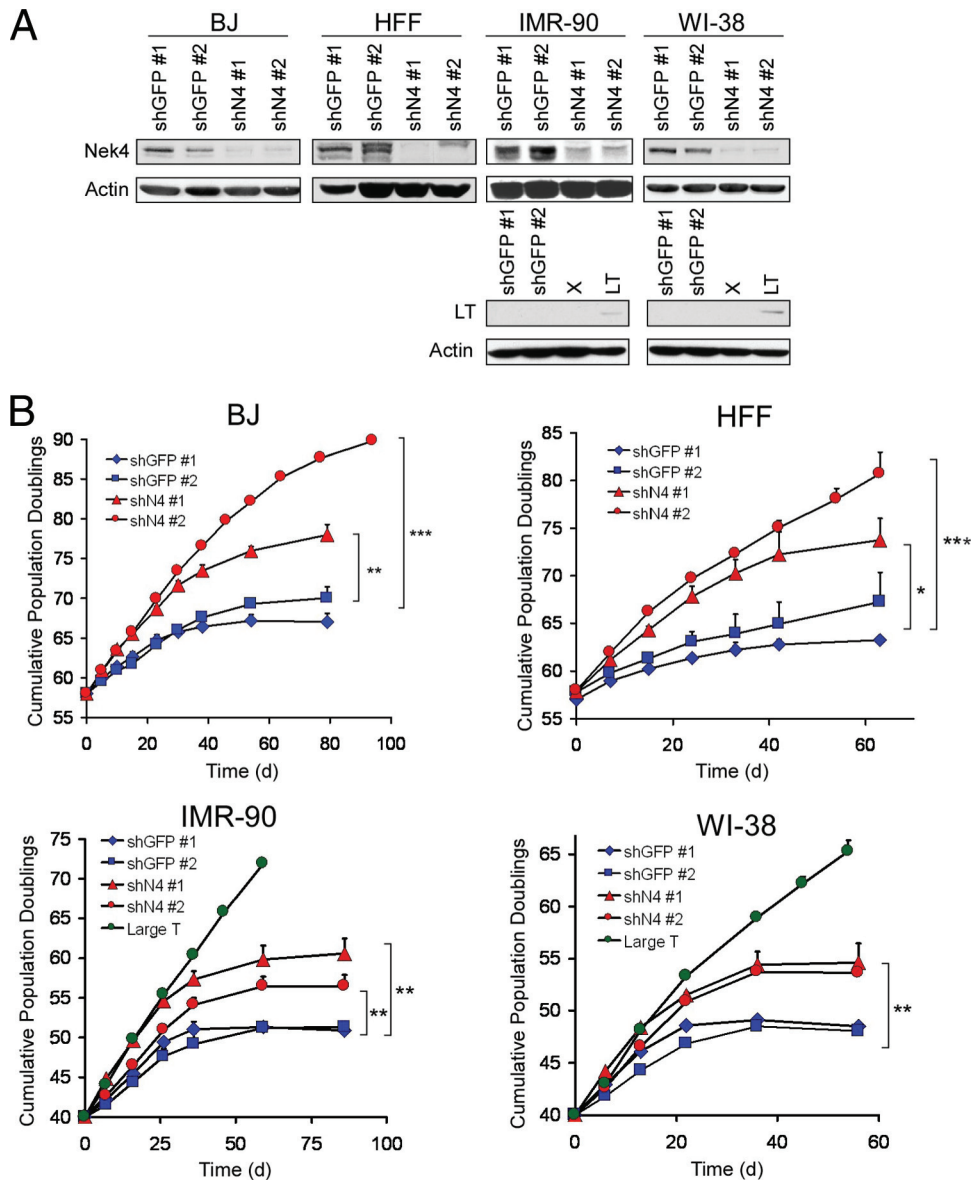 A
BJ HFF IMR-90 WI-38
shGFP #1 shGFP #2 shN4 #1 shN4 #2 shGFP #1 shGFP #2 shN4 #1 shN4 #2 shGFP #1 shGFP #2 shN4 #1 shN4 #2 shGFP #1 shGFP #2 shN4 #1 shN4 #2
Nek4
Actin
shGFP #1 shGFP #2 X LT shGFP #1 shGFP #2 X LT
LT
Actin
B
BJ
Cumulative Population Doublings
90
85
80
75
70
65
60
55
shGFP #1
shGFP #2
shN4 #1
shN4 #2
***
**
0 20 40 60 80 100
Time (d)
HFF
Cumulative Population Doublings
85
80
75
70
65
60
55
shGFP #1
shGFP #2
shN4 #1
shN4 #2
***
*
0 20 40 60
Time (d)
IMR-90
Cumulative Population Doublings
75
70
65
60
55
50
45
40
shGFP #1
shGFP #2
shN4 #1
shN4 #2
Large T
**
**
0 25 50 75 100
Time (d)
WI-38
Cumulative Population Doublings
65
60
55
50
45
40
shGFP #1
shGFP #2
shN4 #1
shN4 #2
Large T
**
0 20 40 60
Time (d)